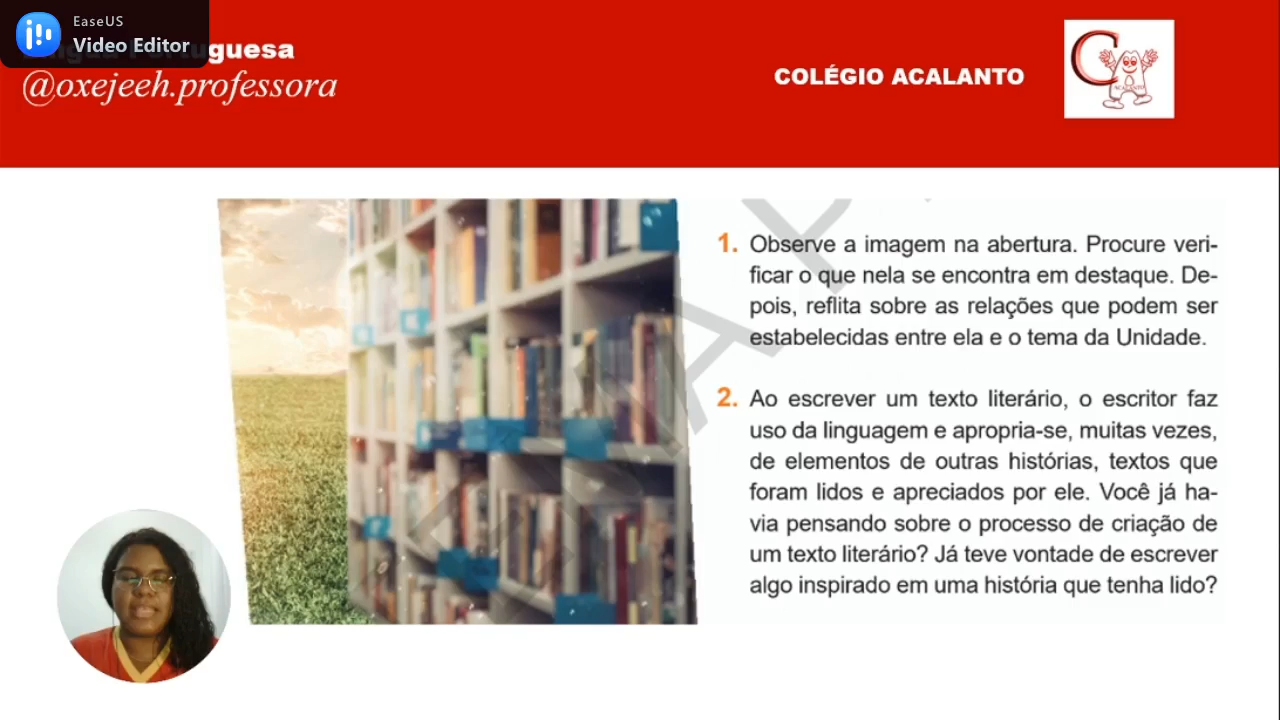 EaseUS
Video Editor
guesa
@oxejeeh.professora
COLÉGIO ACALANTO
C
ACALANTO
1. Observe a imagem na abertura. Procure veri-
ficar o que nela se encontra em destaque. De-
pois, reflita sobre as relações que podem ser
estabelecidas entre ela e o tema da Unidade.
2. Ao escrever um texto literário, o escritor faz
uso da linguagem e apropria-se, muitas vezes,
de elementos de outras histórias, textos que
foram lidos e apreciados por ele. Você já ha-
via pensando sobre o processo de criação de
um texto literário? Já teve vontade de escrever
algo inspirado em uma história que tenha lido?